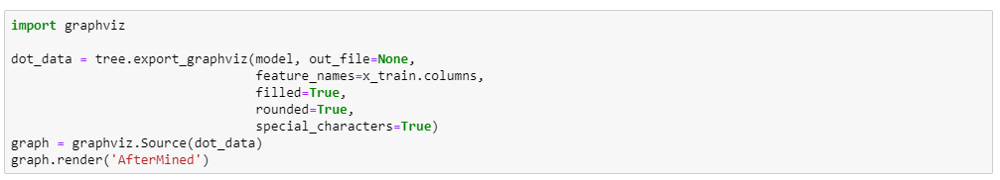 import graphviz

dot_data = tree.export_graphviz(model, out_file=None,
                                feature_names=x_train.columns,
                                filled=True,
                                rounded=True,
                                special_characters=True)
graph = graphviz.Source(dot_data)
graph.render('AfterMined')